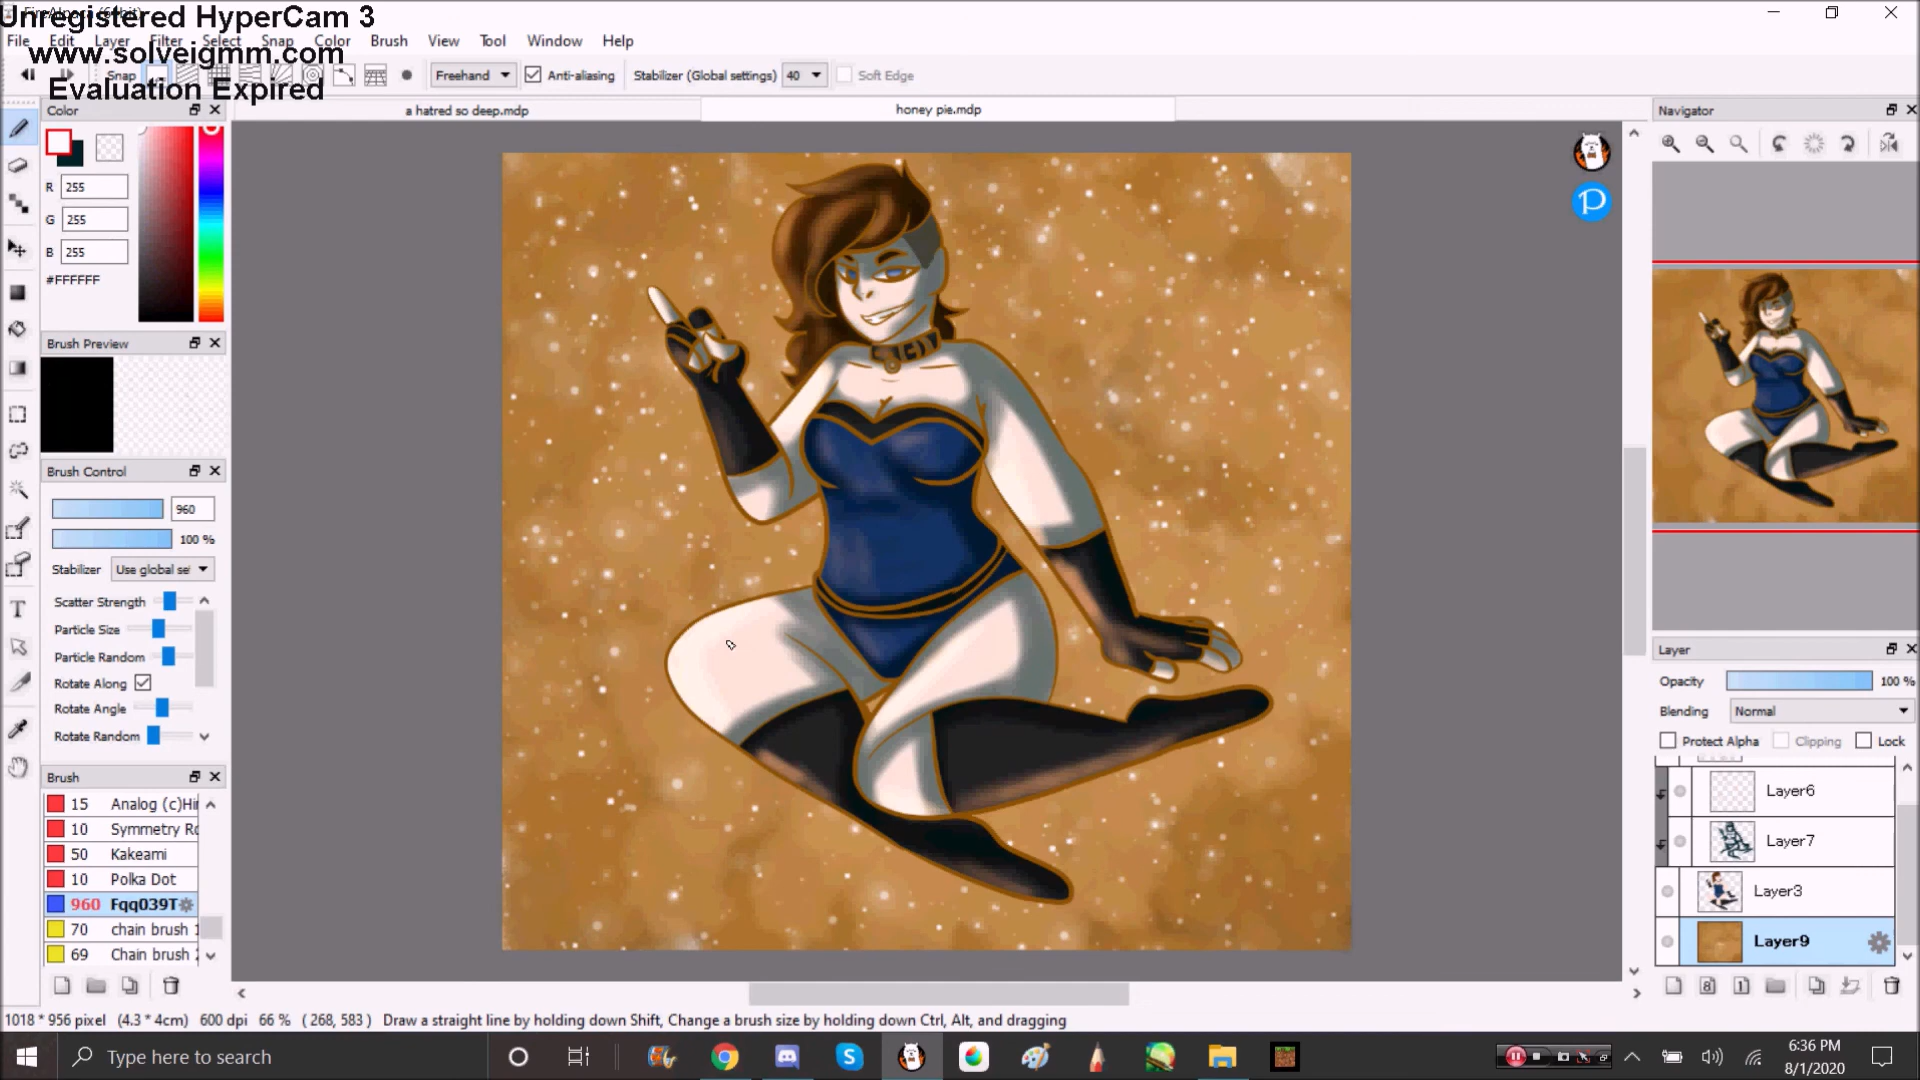 Unregistered HyperCam 3
www.solveigmm.com
Evaluation Expired
File Edit Layer Filter Select Snap Color Brush View Tool Window Help
Snap
Freehand
Anti-aliasing
Stabilizer (Global settings)
40
Soft Edge
Color
a hatred so deep.mdp
honey pie.mdp
Navigator
R 255
G 255
B 255
#FFFFFF
Brush Preview
Brush Control
960
100 %
Stabilizer
Use global se
Scatter Strength
Particle Size
Particle Random
Rotate Along
Rotate Angle
Rotate Random
Brush
15 Analog (c)Hi
10 Symmetry Ro
50 Kakeami
10 Polka Dot
960 Fqq039T
70 chain brush 1
69 Chain brush
Layer
Opacity 100 %
Blending Normal
Protect Alpha Clipping Lock
Layer6
Layer7
Layer3
Layer9
1018 * 956 pixel (4.3 * 4cm) 600 dpi 66 % ( 268, 583 ) Draw a straight line by holding down Shift, Change a brush size by holding down Ctrl, Alt, and dragging
Type here to search
6:36 PM
8/1/2020